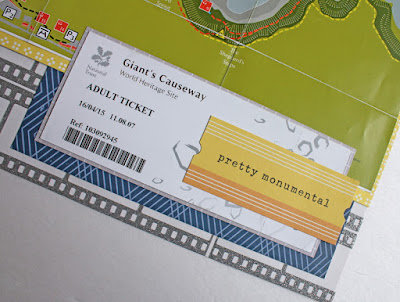 Giant's Causeway
World Heritage Site
National
Trust
ADULT TICKET
16/04/15 11.08.07
Ref: 103092945
pretty monumental